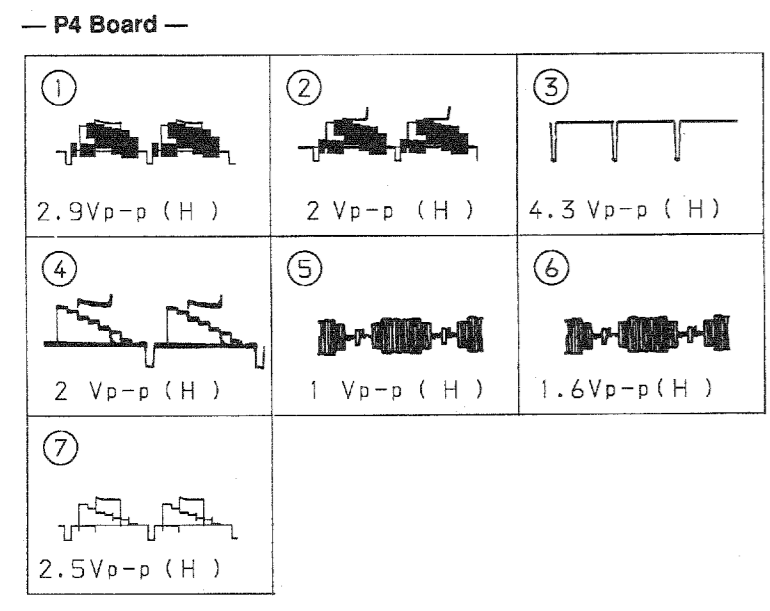 — P4 Board —
① ② ③
2.9Vp-p (H ) 2 Vp-p (H ) 4.3 Vp-p ( H)
④ ⑤ ⑥
2 Vp-p (H ) 1 Vp-p ( H ) 1.6Vp-p(H )
⑦
2.5Vp-p (H )